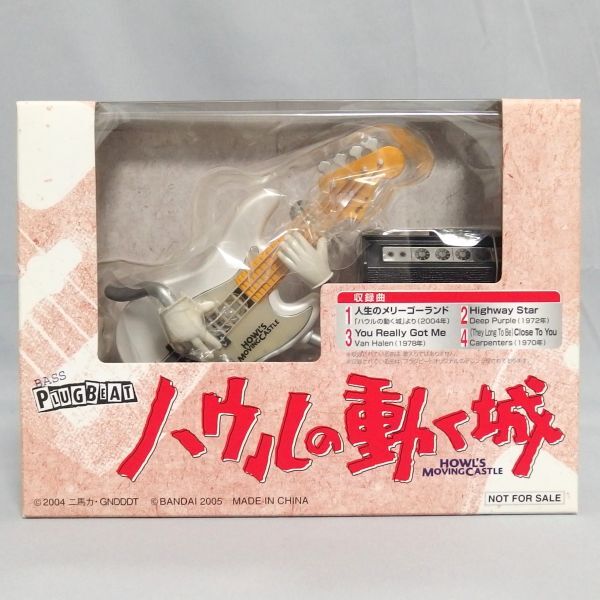 HOWL'S
MOVING CASTLE
収録曲
1 人生のメリーゴーランド
「ハウルの動く城」より(2004年)
2 Highway Star
Deep Purple(1972年)
3 You Really Got Me
Van Halen(1978年)
4 (They Long To Be) Close To You
Carpenters(1970年)
BASS
PLUGBEAT
ハウルの動く城
HOWL'S
MOVING CASTLE
©2004 二馬力・GNDDDT ©BANDAI 2005 MADE IN CHINA
NOT FOR SALE